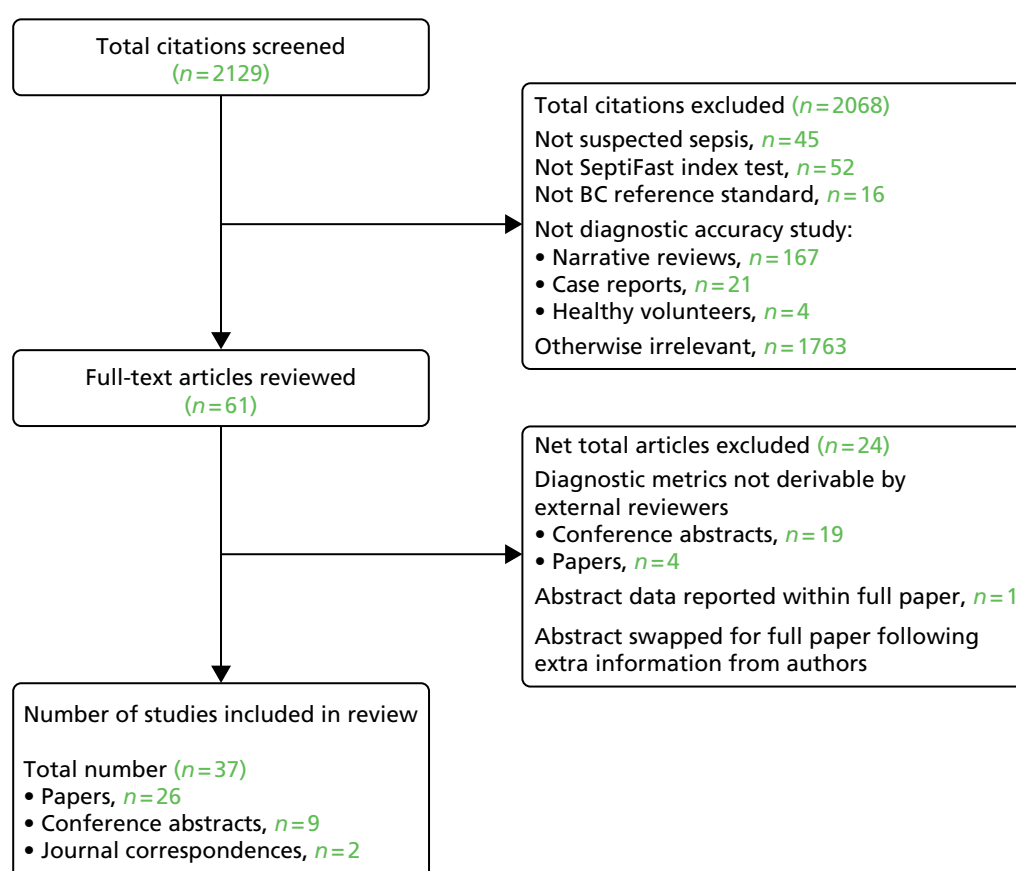 Total citations screened
(n=2129)
Total citations excluded (n=2068)
Not suspected sepsis, n=45
Not SeptiFast index test, n=52
Not BC reference standard, n=16
Not diagnostic accuracy study:
• Narrative reviews, n=167
• Case reports, n=21
• Healthy volunteers, n=4
Otherwise irrelevant, n=1763
Full-text articles reviewed
(n=61)
Net total articles excluded (n=24)
Diagnostic metrics not derivable by
external reviewers
• Conference abstracts, n=19
• Papers, n=4
Abstract data reported within full paper, n=1
Abstract swapped for full paper following
extra information from authors
Number of studies included in review
Total number (n=37)
• Papers, n=26
• Conference abstracts, n=9
• Journal correspondences, n=2